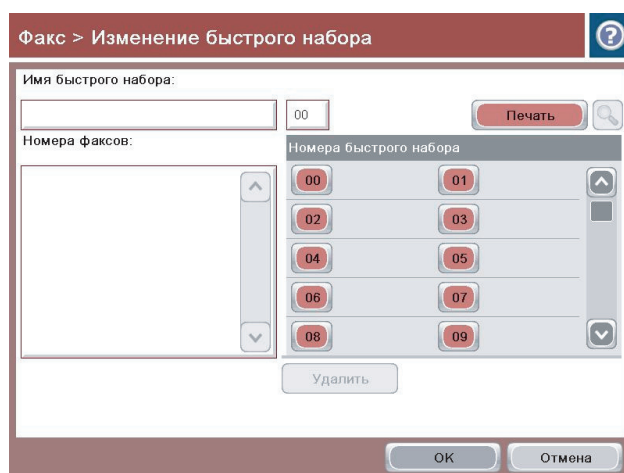 Факс > Изменение быстрого набора
?
Имя быстрого набора:
00
Печать
Номера факсов:
Номера быстрого набора
00 01
02 03
04 05
06 07
08 09
Удалить
OK Отмена